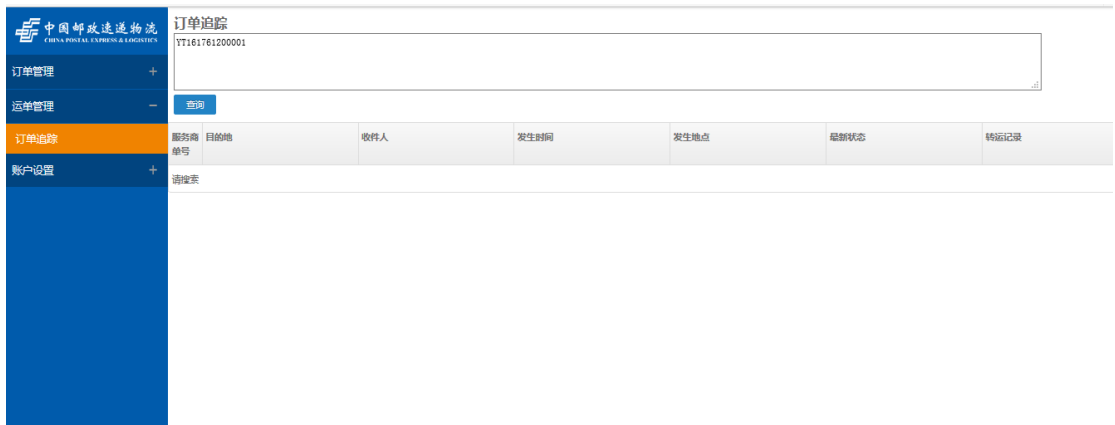 中国邮政速递物流
CHINA POSTAL EXPRESS & LOGISTICS
订单管理 +
运单管理 −
订单追踪
账户设置 +
订单追踪
YT161761200001
查询
服务商单号 目的地 收件人 发生时间 发生地点 最新状态 转运记录
请搜索